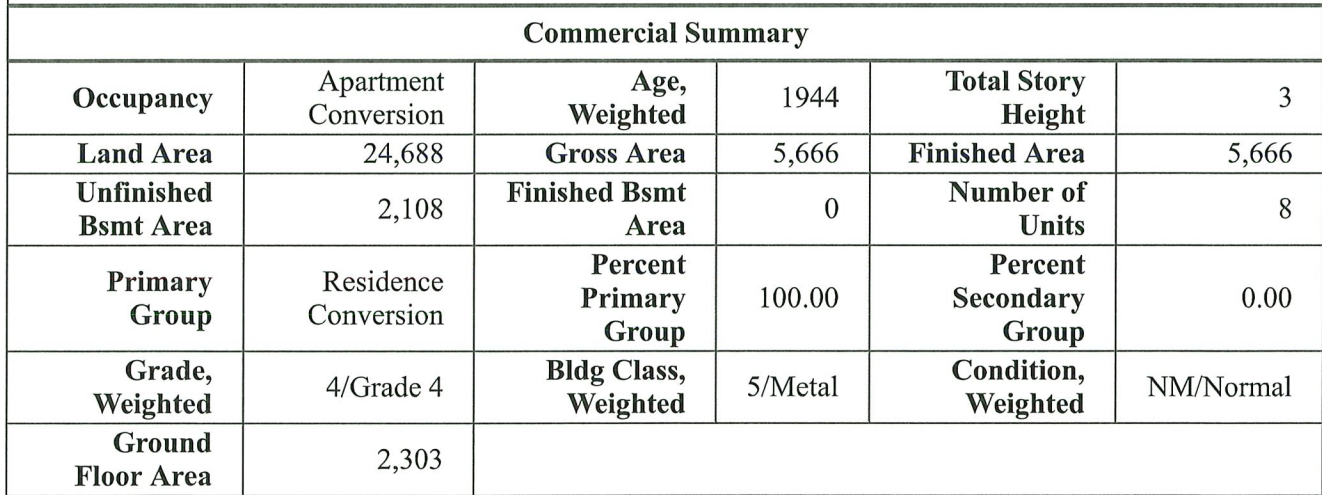 Commercial Summary
Occupancy Apartment Conversion Age, Weighted 1944 Total Story Height 3
Land Area 24,688 Gross Area 5,666 Finished Area 5,666
Unfinished Bsmt Area 2,108 Finished Bsmt Area 0 Number of Units 8
Primary Group Residence Conversion Percent Primary Group 100.00 Percent Secondary Group 0.00
Grade, Weighted 4/Grade 4 Bldg Class, Weighted 5/Metal Condition, Weighted NM/Normal
Ground Floor Area 2,303